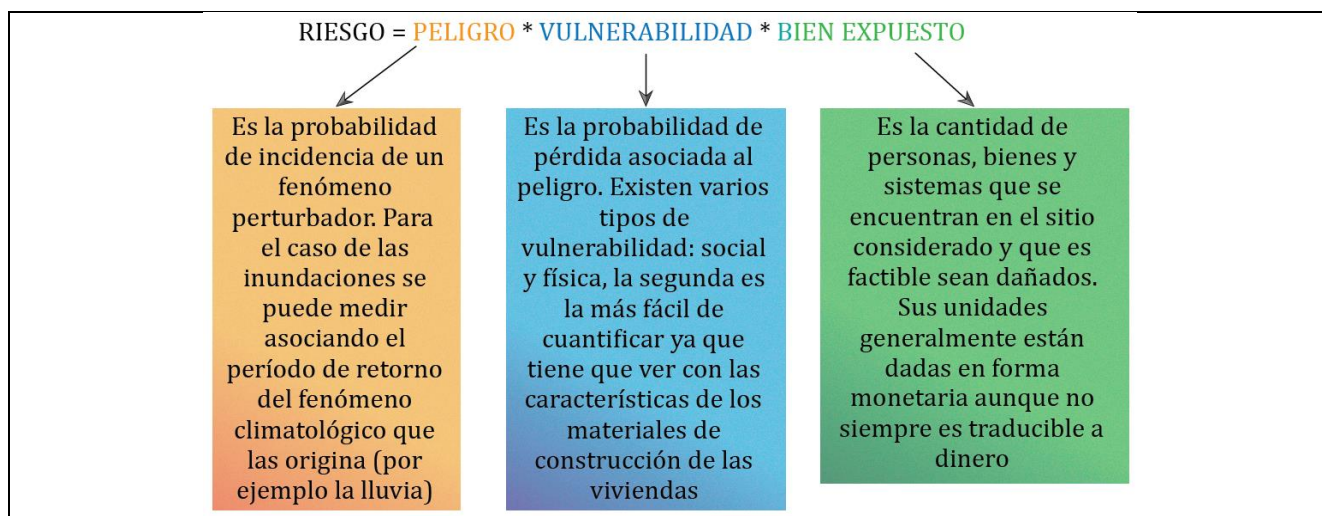 RIESGO = PELIGRO * VULNERABILIDAD * BIEN EXPUESTO
Es la probabilidad
de incidencia de un
fenómeno
perturbador. Para
el caso de las
inundaciones se
puede medir
asociando el
período de retorno
del fenómeno
climatológico que
las origina (por
ejemplo la lluvia)
Es la probabilidad de
pérdida asociada al
peligro. Existen varios
tipos de
vulnerabilidad: social
y física, la segunda es
la más fácil de
cuantificar ya que
tiene que ver con las
características de los
materiales de
construcción de las
viviendas
Es la cantidad de
personas, bienes y
sistemas que se
encuentran en el sitio
considerado y que es
factible sean dañados.
Sus unidades
generalmente están
dadas en forma
monetaria aunque no
siempre es traducible a
dinero